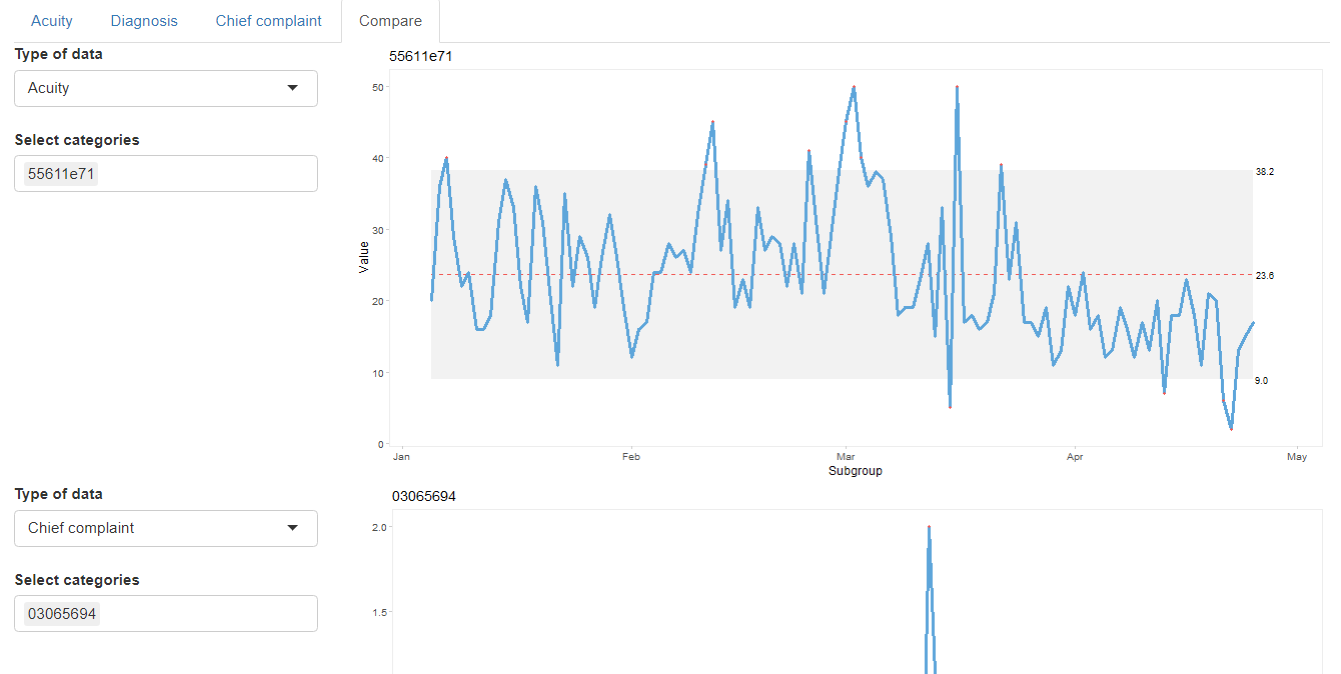 Acuity Diagnosis Chief complaint Compare
Type of data
Acuity
Select categories
55611e71
55611e71
50
40
30
20
10
0
Value
38.2
23.6
9.0
Jan Feb Mar Apr May
Subgroup
Type of data
Chief complaint
Select categories
03065694
03065694
2.0
1.5